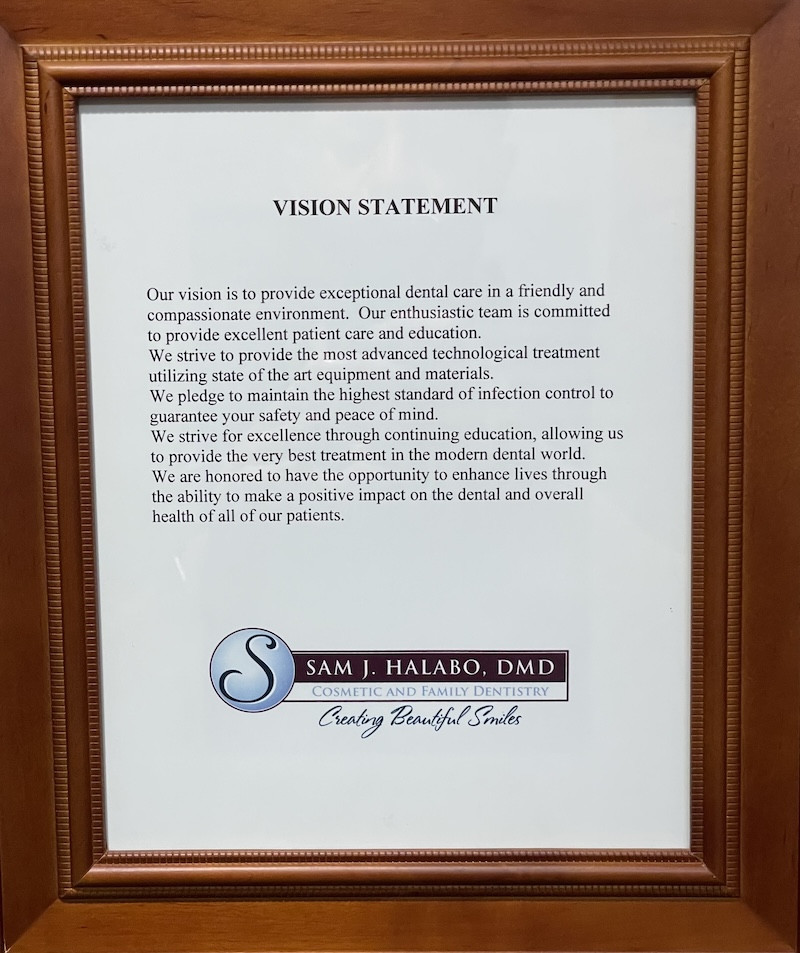 VISION STATEMENT
Our vision is to provide exceptional dental care in a friendly and
compassionate environment.  Our enthusiastic team is committed
to provide excellent patient care and education.
We strive to provide the most advanced technological treatment
utilizing state of the art equipment and materials.
We pledge to maintain the highest standard of infection control to
guarantee your safety and peace of mind.
We strive for excellence through continuing education, allowing us
to provide the very best treatment in the modern dental world.
We are honored to have the opportunity to enhance lives through
the ability to make a positive impact on the dental and overall
health of all of our patients.
S
SAM J. HALABO, DMD
COSMETIC AND FAMILY DENTISTRY
Creating Beautiful Smiles